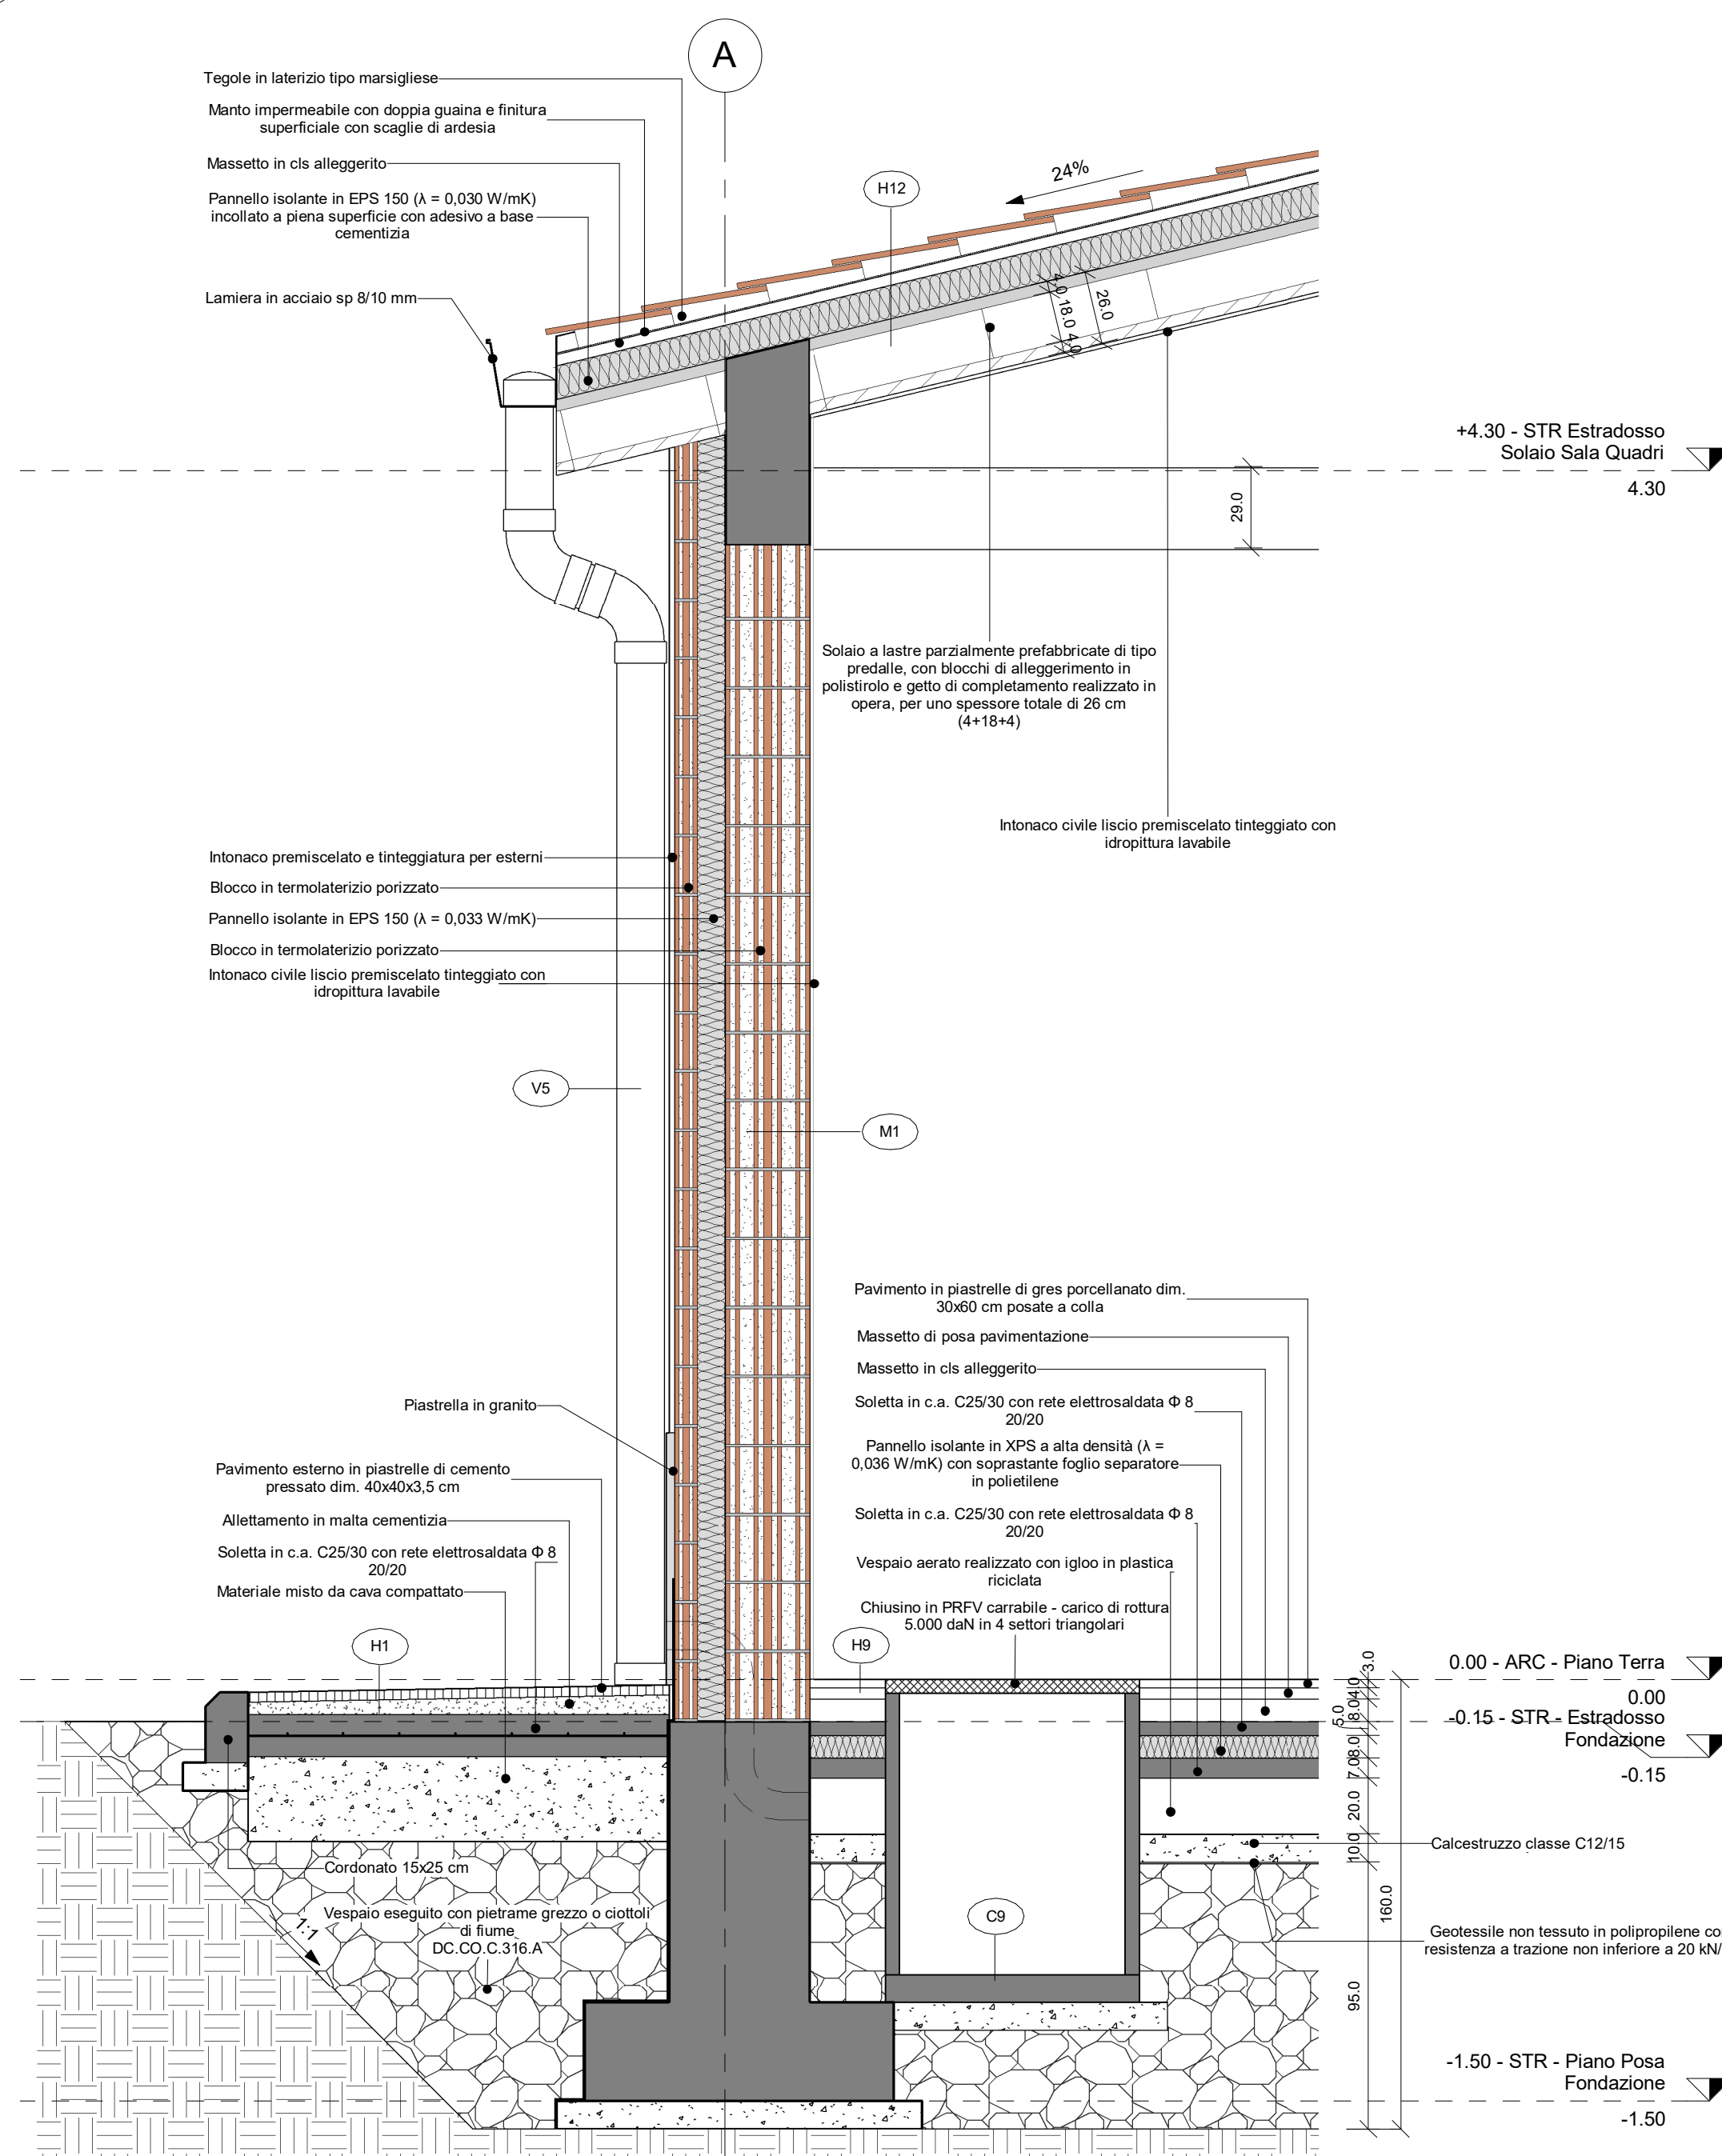 A
Tegole in laterizio tipo marsigliese
Manto impermeabile con doppia guaina e finitura
superficiale con scaglie di ardesia
Massetto in cls alleggerito
Pannello isolante in EPS 150 (λ = 0,030 W/mK)
incollato a piena superficie con adesivo a base
cementizia
Lamiera in acciaio sp 8/10 mm
24%
H12
4.0
18.0
4.0
26.0
+4.30 - STR Estradosso
Solaio Sala Quadri
4.30
29.0
Solaio a lastre parzialmente prefabbricate di tipo
predalle, con blocchi di alleggerimento in
polistirolo e getto di completamento realizzato in
opera, per uno spessore totale di 26 cm
(4+18+4)
Intonaco civile liscio premiscelato tinteggiato con
idropittura lavabile
Intonaco premiscelato e tinteggiatura per esterni
Blocco in termolaterizio porizzato
Pannello isolante in EPS 150 (λ = 0,033 W/mK)
Blocco in termolaterizio porizzato
Intonaco civile liscio premiscelato tinteggiato con
idropittura lavabile
V5
M1
Pavimento in piastrelle di gres porcellanato dim.
30x60 cm posate a colla
Massetto di posa pavimentazione
Massetto in cls alleggerito
Soletta in c.a. C25/30 con rete elettrosaldata Φ 8
20/20
Pannello isolante in XPS a alta densità (λ =
0,036 W/mK) con soprastante foglio separatore
in polietilene
Soletta in c.a. C25/30 con rete elettrosaldata Φ 8
20/20
Vespaio aerato realizzato con igloo in plastica
riciclata
Chiusino in PRFV carrabile - carico di rottura
5.000 daN in 4 settori triangolari
Piastrella in granito
Pavimento esterno in piastrelle di cemento
pressato dim. 40x40x3,5 cm
Allettamento in malta cementizia
Soletta in c.a. C25/30 con rete elettrosaldata Φ 8
20/20
Materiale misto da cava compattato
H1
H9
3.0
4.0
8.0
5.0
8.0
7.0
20.0
10.0
95.0
160.0
0.00 - ARC - Piano Terra
0.00
-0.15 - STR - Estradosso
Fondazione
-0.15
Calcestruzzo classe C12/15
Cordonato 15x25 cm
Vespaio eseguito con pietrame grezzo o ciottoli
di fiume
DC.CO.C.316.A
1:1
C9
Geotessile non tessuto in polipropilene
resistenza a trazione non inferiore a 20
-1.50 - STR - Piano Posa
Fondazione
-1.50